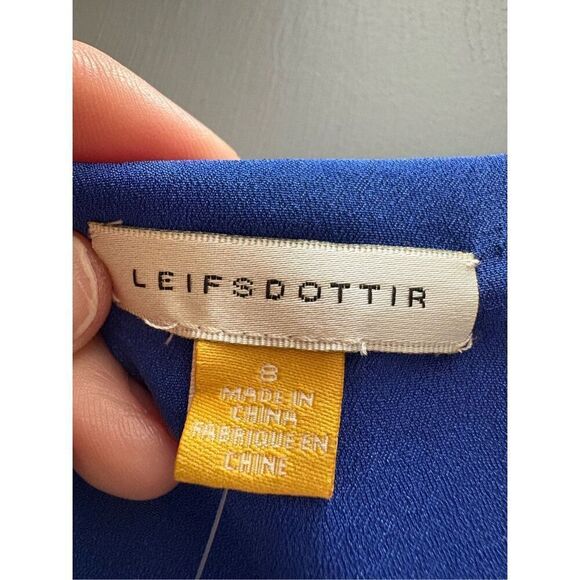 LEIFSDOTTIR
8
MADE IN
CHINA
FABRIQUE EN
CHINE